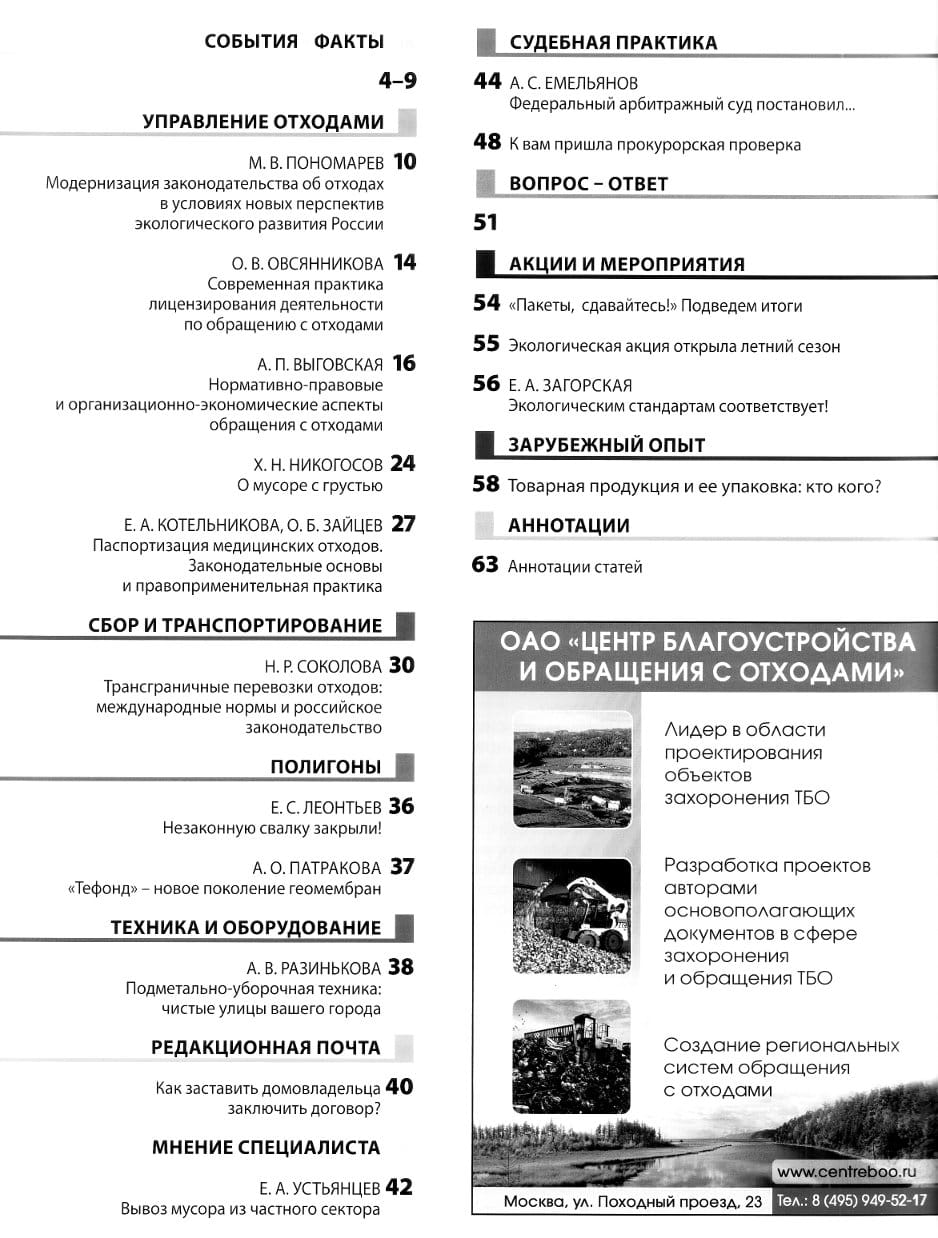 СОБЫТИЯ ФАКТЫ
4–9
УПРАВЛЕНИЕ ОТХОДАМИ
М. В. ПОНОМАРЕВ 10
Модернизация законодательства об отходах
в условиях новых перспектив
экологического развития России
О. В. ОВСЯННИКОВА 14
Современная практика
лицензирования деятельности
по обращению с отходами
А. П. ВЫГОВСКАЯ 16
Нормативно-правовые
и организационно-экономические аспекты
обращения с отходами
Х. Н. НИКОГОСОВ 24
О мусоре с грустью
Е. А. КОТЕЛЬНИКОВА, О. Б. ЗАЙЦЕВ 27
Паспортизация медицинских отходов.
Законодательные основы
и правоприменительная практика
СБОР И ТРАНСПОРТИРОВАНИЕ
Н. Р. СОКОЛОВА 30
Трансграничные перевозки отходов:
международные нормы и российское
законодательство
ПОЛИГОНЫ
Е. С. ЛЕОНТЬЕВ 36
Незаконную свалку закрыли!
А. О. ПАТРАКОВА 37
«Тефонд» – новое поколение геомембран
ТЕХНИКА И ОБОРУДОВАНИЕ
А. В. РАЗИНЬКОВА 38
Подметально-уборочная техника:
чистые улицы вашего города
РЕДАКЦИОННАЯ ПОЧТА
Как заставить домовладельца 40
заключить договор?
МНЕНИЕ СПЕЦИАЛИСТА
Е. А. УСТЬЯНЦЕВ 42
Вывоз мусора из частного сектора
СУДЕБНАЯ ПРАКТИКА
44 А. С. ЕМЕЛЬЯНОВ
Федеральный арбитражный суд постановил...
48 К вам пришла прокурорская проверка
ВОПРОС – ОТВЕТ
51
АКЦИИ И МЕРОПРИЯТИЯ
54 «Пакеты, сдавайтесь!» Подведем итоги
55 Экологическая акция открыла летний сезон
56 Е. А. ЗАГОРСКАЯ
Экологическим стандартам соответствует!
ЗАРУБЕЖНЫЙ ОПЫТ
58 Товарная продукция и ее упаковка: кто кого?
АННОТАЦИИ
63 Аннотации статей
ОАО «ЦЕНТР БЛАГОУСТРОЙСТВА
И ОБРАЩЕНИЯ С ОТХОДАМИ»
Лидер в области
проектирования
объектов
захоронения ТБО
Разработка проектов
авторами
основополагающих
документов в сфере
захоронения
и обращения ТБО
Создание региональных
систем обращения
с отходами
www.centreboo.ru
Москва, ул. Походный проезд, 23 Тел.: 8 (495) 949-52-17